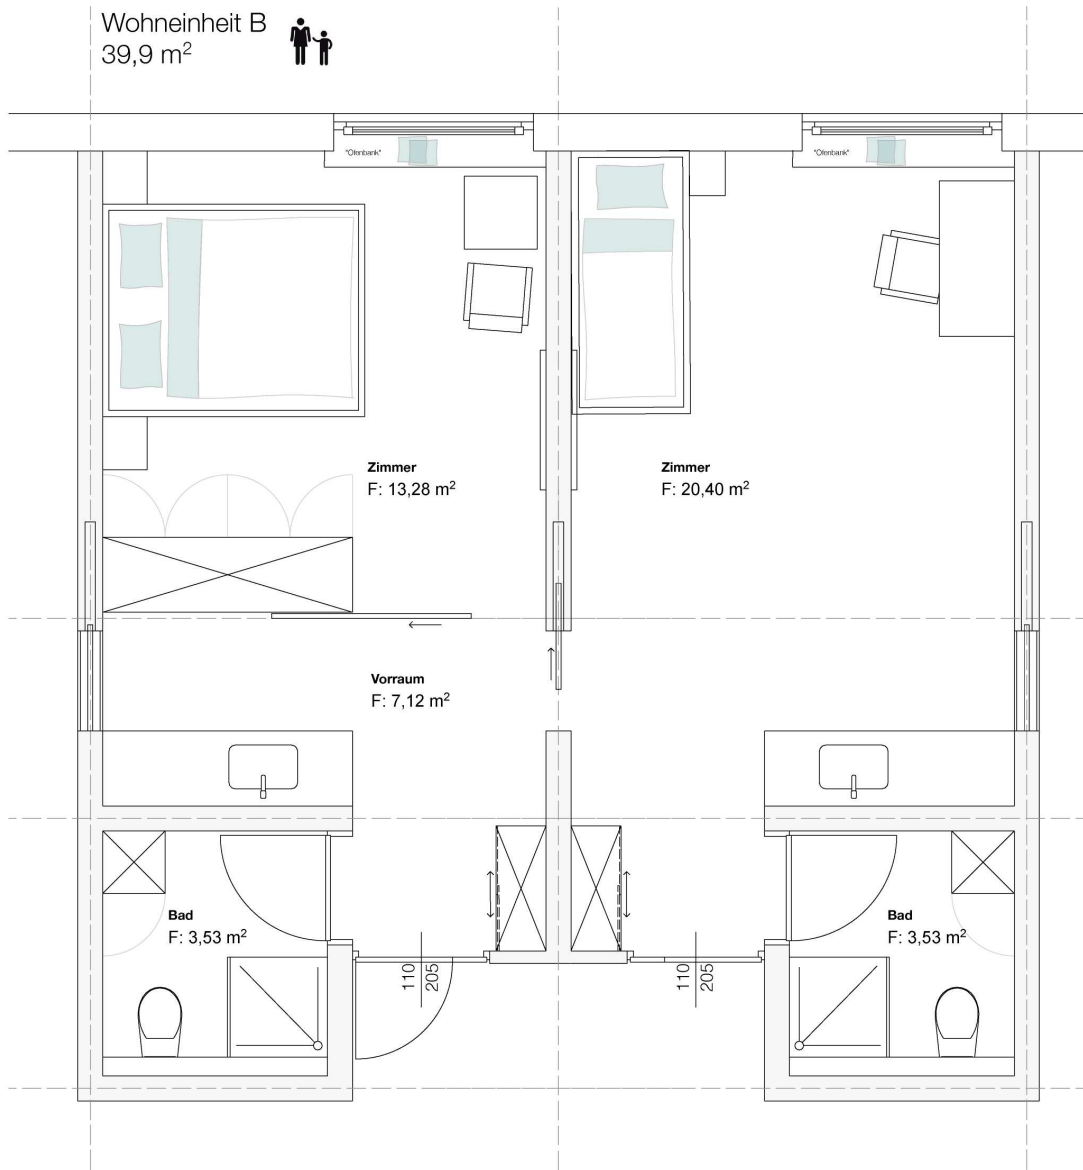 Wohneinheit B
39,9 m²
"Ofenbank"
"Ofenbank"
Zimmer
F: 13,28 m²
Zimmer
F: 20,40 m²
Vorraum
F: 7,12 m²
Bad
F: 3,53 m²
Bad
F: 3,53 m²
110
205
110
205